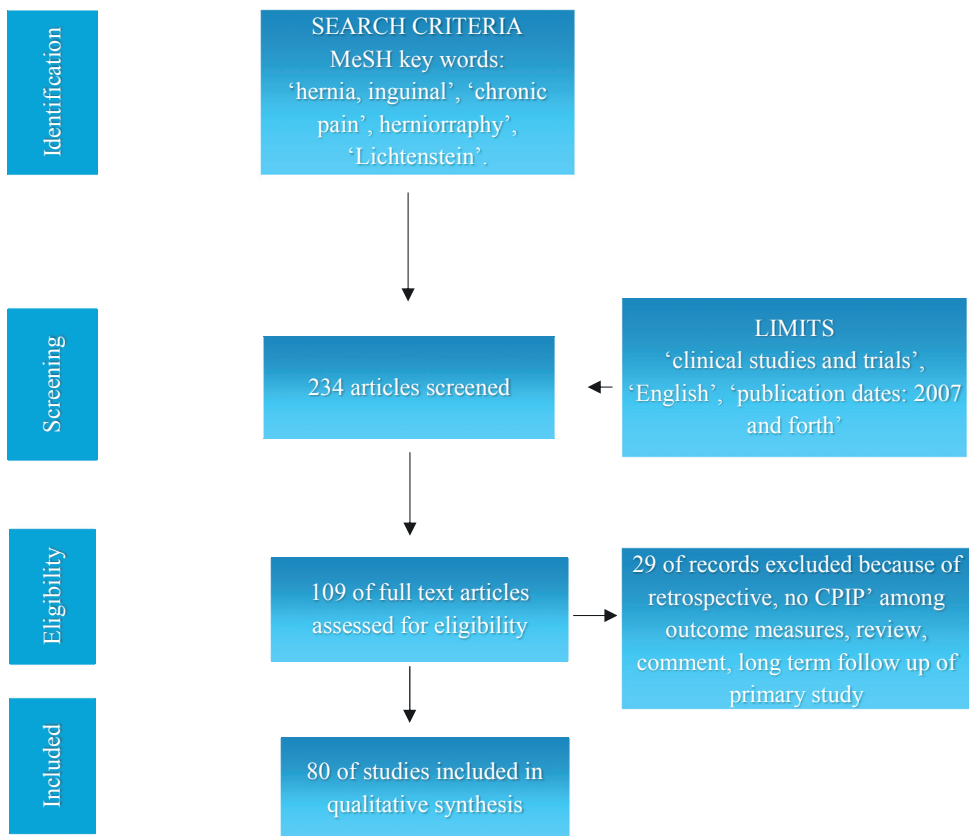 Identification
SEARCH CRITERIA
MeSH key words:
‘hernia, inguinal’, ‘chronic
pain’, herniorraphy’,
‘Lichtenstein’.
Screening
234 articles screened
LIMITS
‘clinical studies and trials’,
‘English’, ‘publication dates: 2007
and forth’
Eligibility
109 of full text articles
assessed for eligibility
29 of records excluded because of
retrospective, no CPIP’ among
outcome measures, review,
comment, long term follow up of
primary study
Included
80 of studies included in
qualitative synthesis